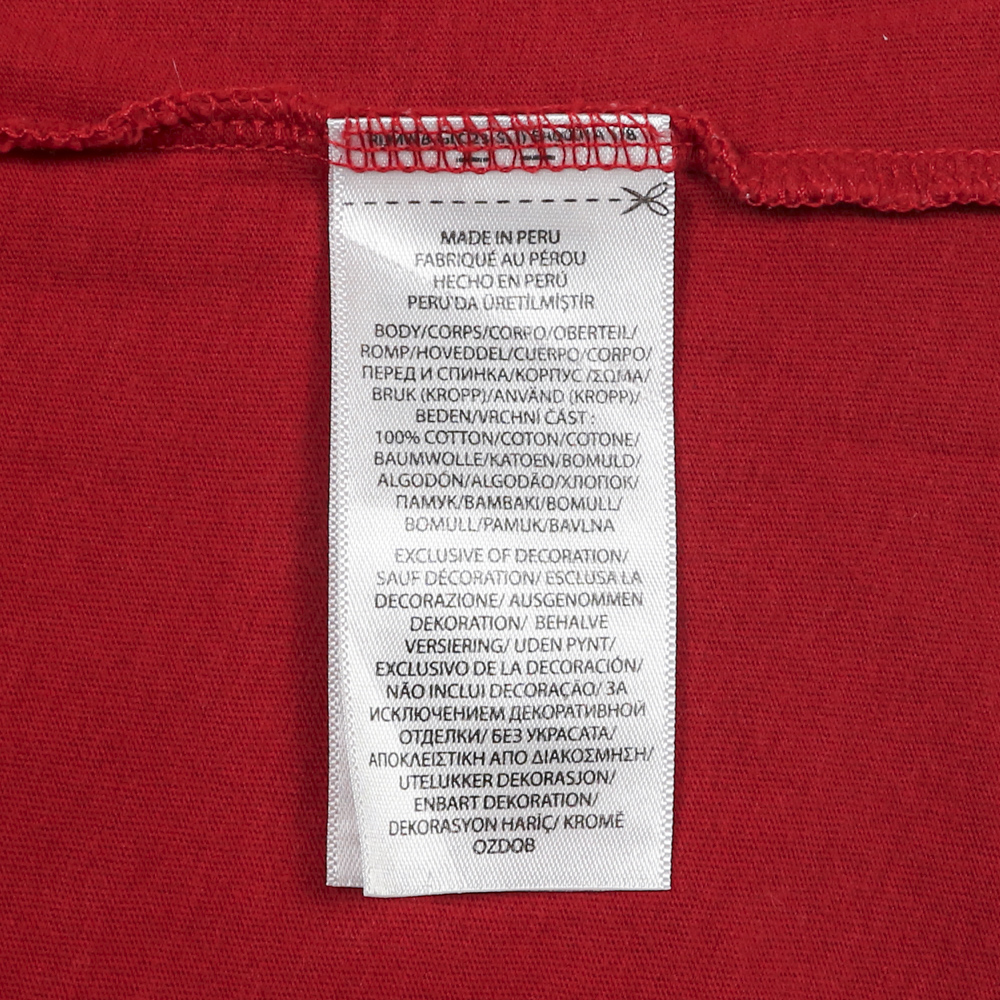 MADE IN PERU
FABRIQUÉ AU PÉROU
HECHO EN PERÚ
PERU'DA ÜRETİLMİŞTİR
BODY/CORPS/CORPO/OBERTEIL/
ROMP/HOVEDDEL/CUERPO/CORPO/
ПЕРЕД И СПИНКА/КОРПУС /ΣΩΜΑ/
BRUK (KROPP)/ANVÄND (KROPP)/
BEDEN/VRCHNÍ ČÁST :
100% COTTON/COTON/COTONE/
BAUMWOLLE/KATOEN/BOMULD/
ALGODÓN/ALGODÃO/ХЛОПОК/
ПАМУК/ΒΑΜΒΑΚΙ/BOMULL/
BOMULL/PAMUK/BAVLNA
EXCLUSIVE OF DECORATION/
SAUF DÉCORATION/ ESCLUSA LA
DECORAZIONE/ AUSGENOMMEN
DEKORATION/ BEHALVE
VERSIERING/ UDEN PYNT/
EXCLUSIVO DE LA DECORACIÓN/
NÃO INCLUI DECORAÇÃO/ ЗА
ИСКЛЮЧЕНИЕМ ДЕКОРАТИВНОЙ
ОТДЕЛКИ/ БЕЗ УКРАСАТА/
ΑΠΟΚΛΕΙΣΤΙΚΗ ΑΠΟ ΔΙΑΚΟΣΜΗΣΗ/
UTELUKKER DEKORASJON/
ENBART DEKORATION/
DEKORASYON HARİÇ/ KROMĚ
OZDOB